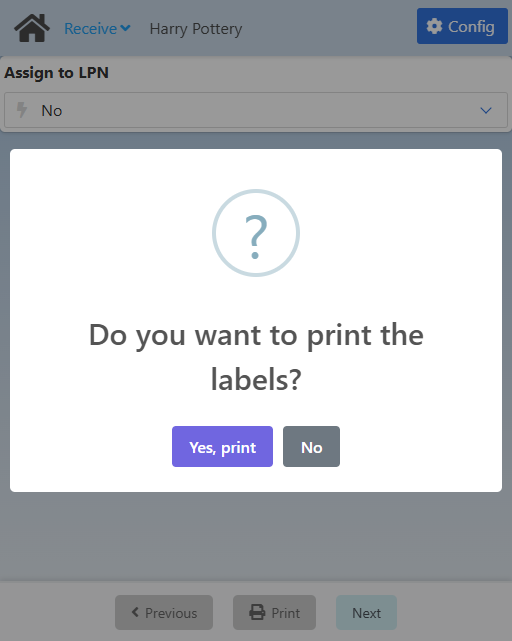 Receive Harry Pottery Config
Assign to LPN
No
?
Do you want to print the
labels?
Yes, print No
Previous Print Next